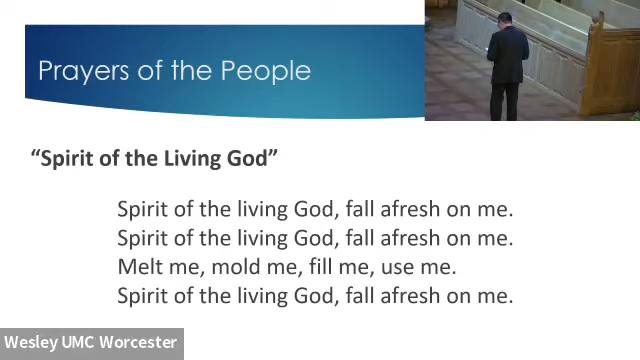 Prayers of the People
“Spirit of the Living God”
Spirit of the living God, fall afresh on me.
Spirit of the living God, fall afresh on me.
Melt me, mold me, fill me, use me.
Spirit of the living God, fall afresh on me.
Wesley UMC Worcester